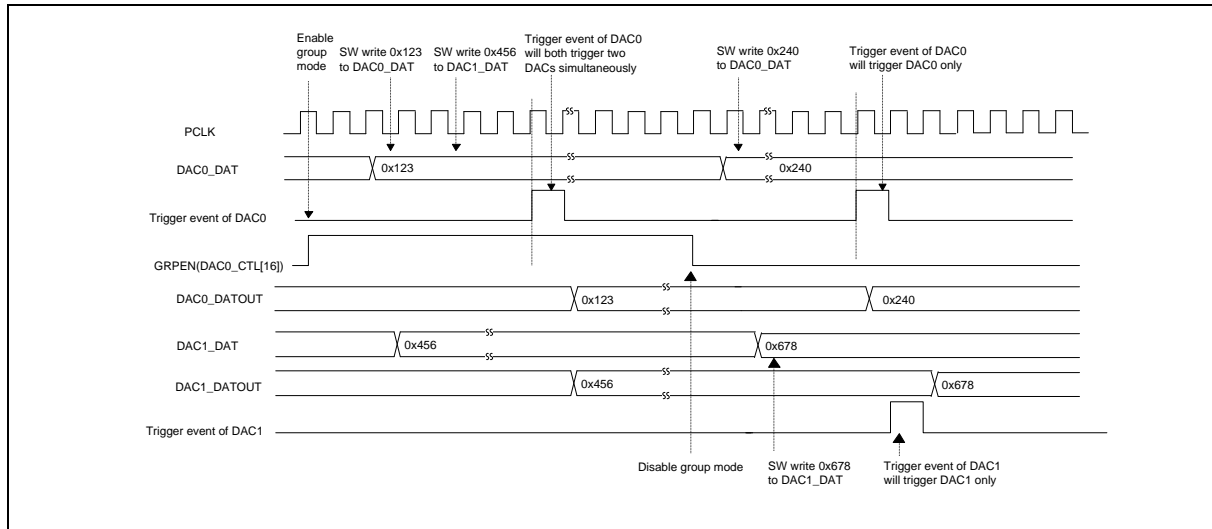 Enable
group
mode
SW write 0x123
to DAC0_DAT
SW write 0x456
to DAC1_DAT
Trigger event of DAC0
will both trigger two
DACs simultaneously
SW write 0x240
to DAC0_DAT
Trigger event of DAC0
will trigger DAC0 only
PCLK
DAC0_DAT
0x123
0x240
Trigger event of DAC0
GRPEN(DAC0_CTL[16])
DAC0_DATOUT
0x123
0x240
DAC1_DAT
0x456
0x678
DAC1_DATOUT
0x456
0x678
Trigger event of DAC1
Disable group mode
SW write 0x678
to DAC1_DAT
Trigger event of DAC1
will trigger DAC1 only